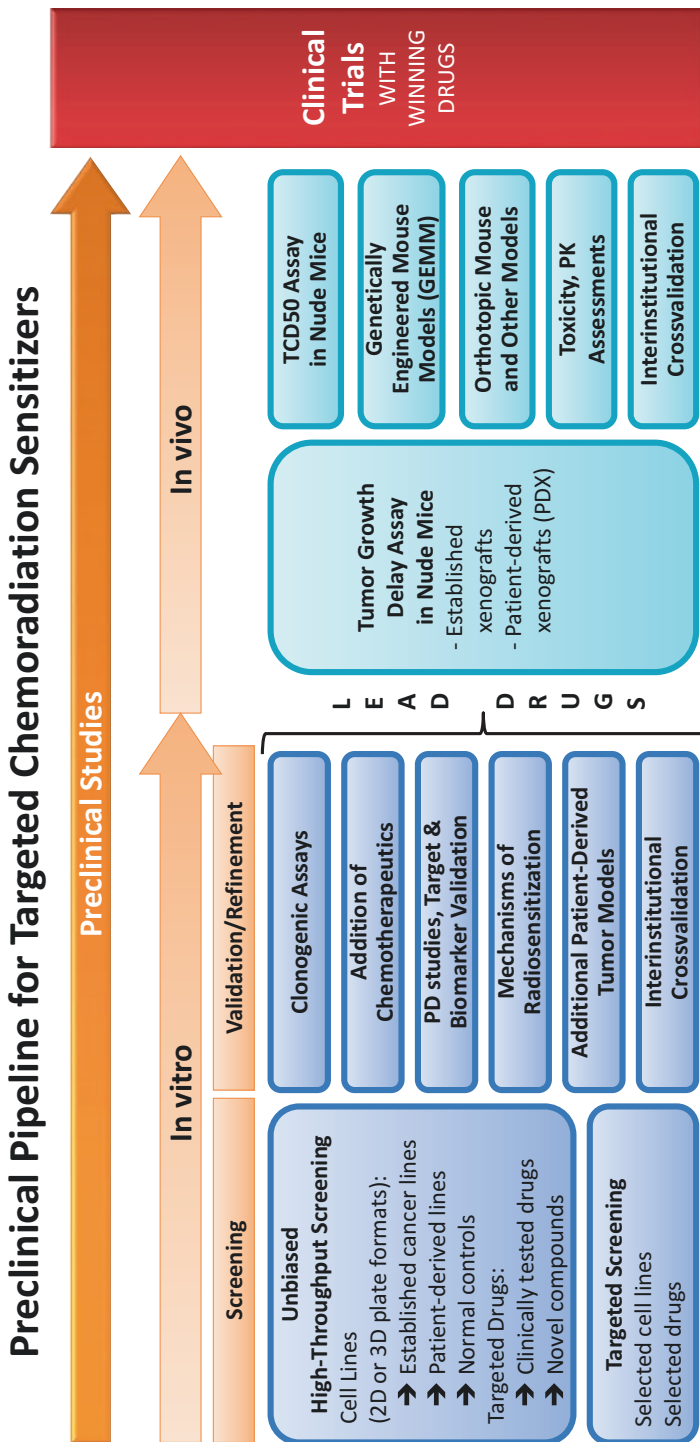 Preclinical Pipeline for Targeted Chemoradiation Sensitizers
Preclinical Studies
In vitro
In vivo
Screening
Validation/Refinement
Unbiased
High-Throughput Screening
Cell Lines
(2D or 3D plate formats):
➔ Established cancer lines
➔ Patient-derived lines
➔ Normal controls
Targeted Drugs:
➔ Clinically tested drugs
➔ Novel compounds
Targeted Screening
Selected cell lines
Selected drugs
Clonogenic Assays
Addition of
Chemotherapeutics
PD studies, Target &
Biomarker Validation
Mechanisms of
Radiosensitization
Additional Patient-Derived
Tumor Models
Interinstitutional
Crossvalidation
LEAD DRUGS
Tumor Growth
Delay Assay
in Nude Mice
- Established
xenografts
- Patient-derived
xenografts (PDX)
TCD50 Assay
in Nude Mice
Genetically
Engineered Mouse
Models (GEMM)
Orthotopic Mouse
and Other Models
Toxicity, PK
Assessments
Interinstitutional
Crossvalidation
Clinical
Trials
WITH
WINNING
DRUGS